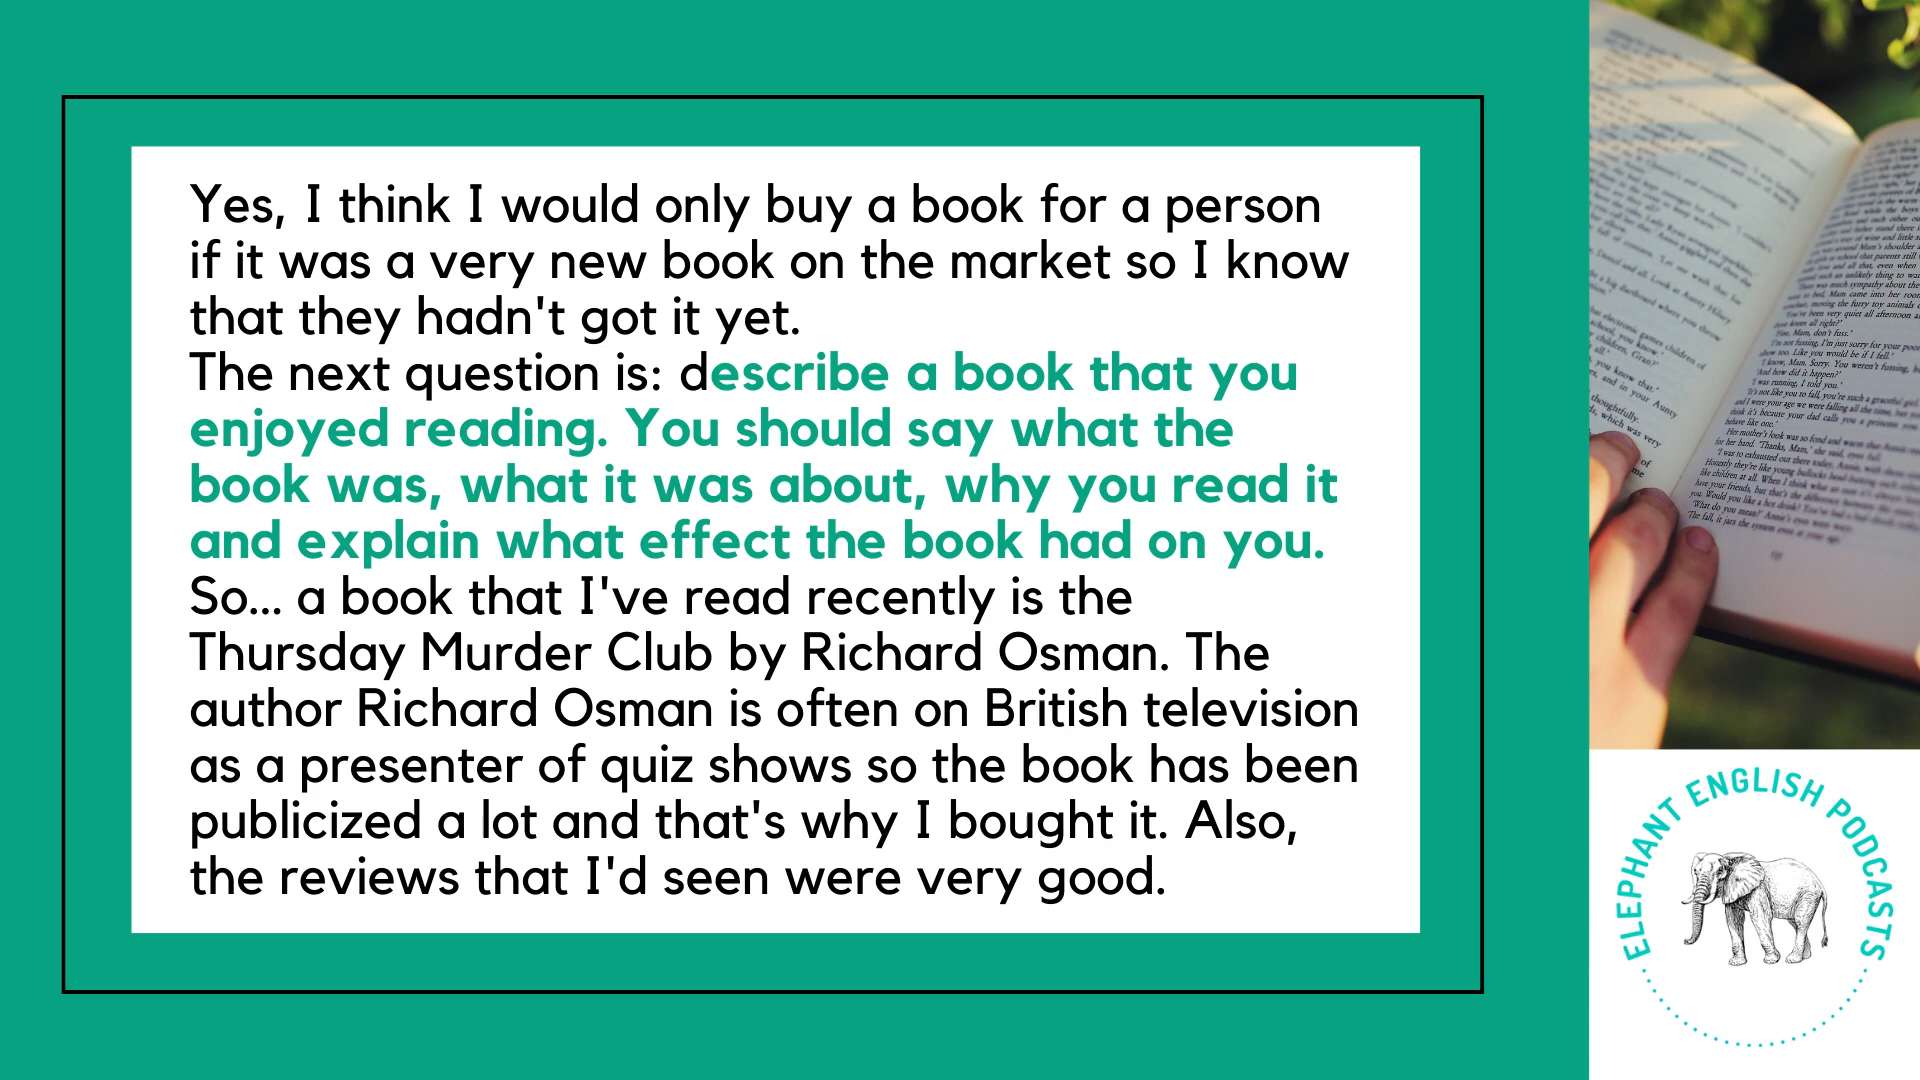 Yes, I think I would only buy a book for a person
if it was a very new book on the market so I know
that they hadn't got it yet.
The next question is: describe a book that you
enjoyed reading. You should say what the
book was, what it was about, why you read it
and explain what effect the book had on you.
So... a book that I've read recently is the
Thursday Murder Club by Richard Osman. The
author Richard Osman is often on British television
as a presenter of quiz shows so the book has been
publicized a lot and that's why I bought it. Also,
the reviews that I'd seen were very good.
ELEPHANT ENGLISH PODCASTS